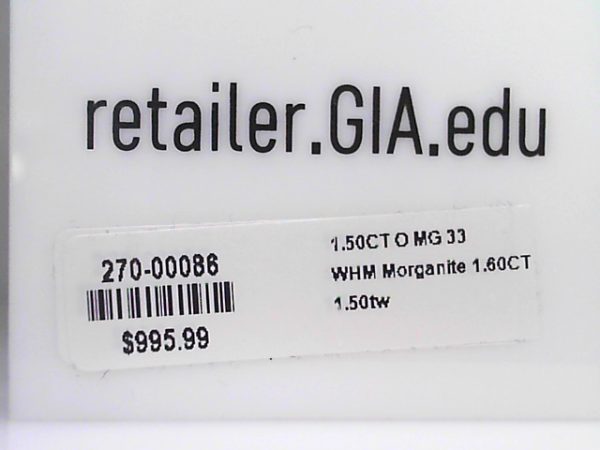 retailer.GIA.edu
270-00086
$995.99
1.50CT O MG 33
WHM Morganite 1.60CT
1.50tw